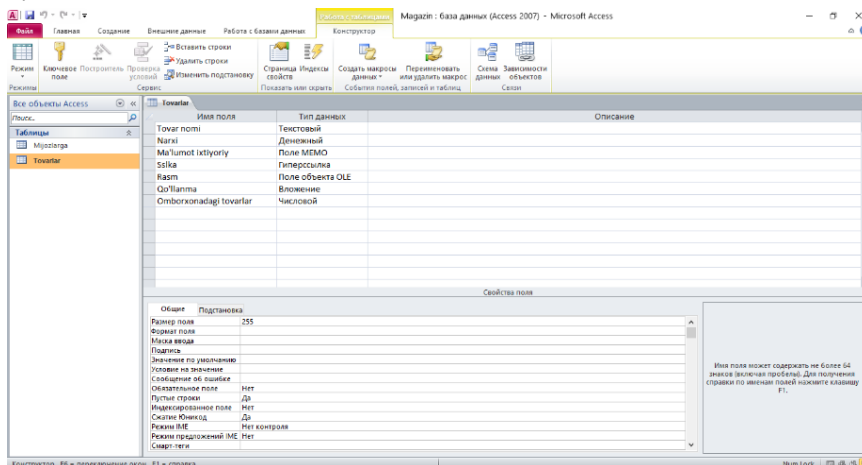 Работа с таблицами
Magazin : база данных (Access 2007) - Microsoft Access
Файл Главная Создание Внешние данные Работа с базами данных Конструктор
Режим
Ключевое поле
Построитель
Проверка условий
Вставить строки
Удалить строки
Изменить подстановку
Страница свойств
Индексы
Создать макросы данных
Переименовать или удалить макрос
Схема данных
Зависимости объектов
Режимы Сервис Показать или скрыть События полей, записей и таблиц Связи
Все объекты Access
Поиск...
Таблицы
Mijozlarga
Tovarlar
Tovarlar
Имя поля Тип данных Описание
Tovar nomi Текстовый
Narxi Денежный
Ma'lumot ixtiyoriy Поле МЕМО
Sslka Гиперссылка
Rasm Поле объекта OLE
Qo'llanma Вложение
Omborxonadagi tovarlar Числовой
Свойства поля
Общие Подстановка
Размер поля 255
Формат поля
Маска ввода
Подпись
Значение по умолчанию
Условие на значение
Сообщение об ошибке
Обязательное поле Нет
Пустые строки Да
Индексированное поле Нет
Сжатие Юникод Да
Режим IME Нет контроля
Режим предложений IME Нет
Смарт-теги
Имя поля может содержать не более 64
знаков (включая пробелы). Для получения
справки по именам полей нажмите клавишу
F1.
Конструктор. F6 = переключение окон. F1 = справка.
Num Lock